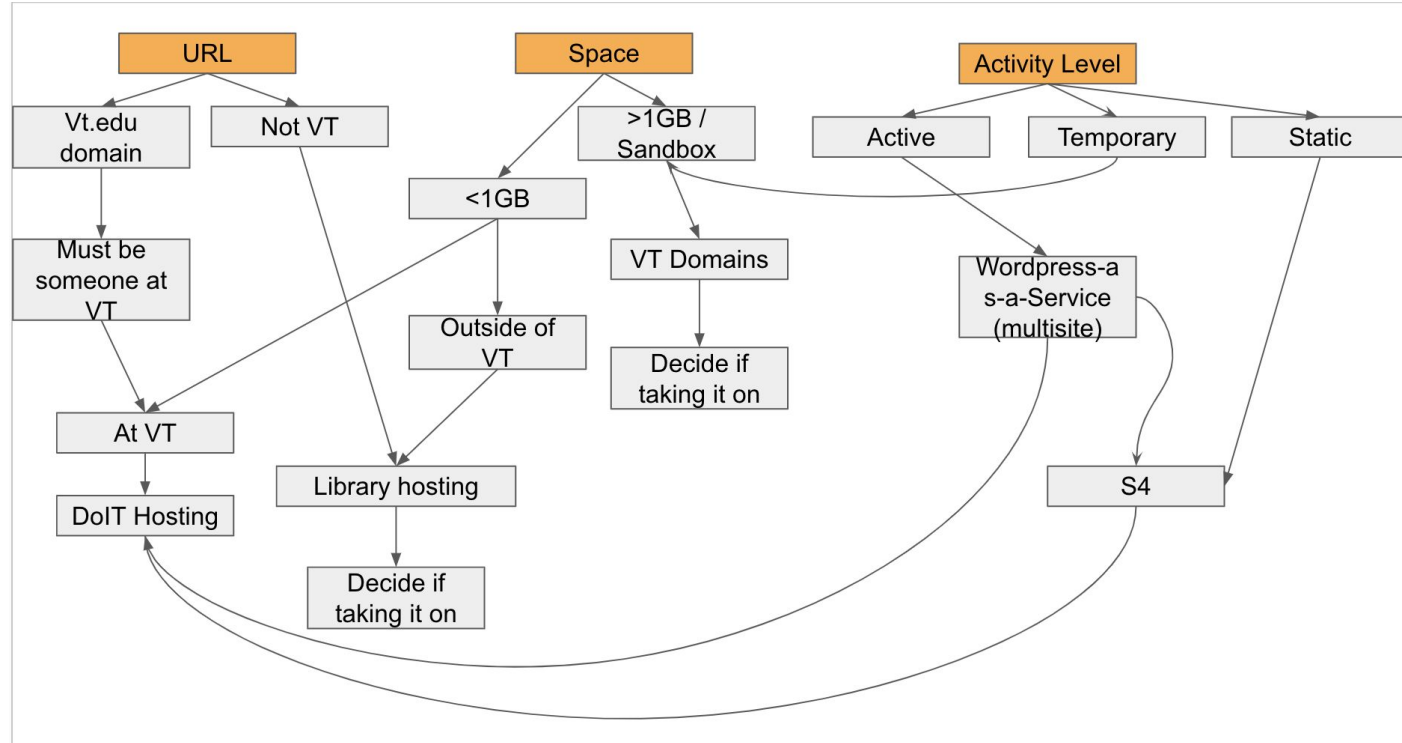 URL
Space
Activity Level
Vt.edu
domain
Not VT
>1GB /
Sandbox
Active
Temporary
Static
<1GB
Must be
someone at
VT
VT Domains
Wordpress-a
s-a-Service
(multisite)
Outside of
VT
Decide if
taking it on
At VT
Library hosting
S4
DoIT Hosting
Decide if
taking it on